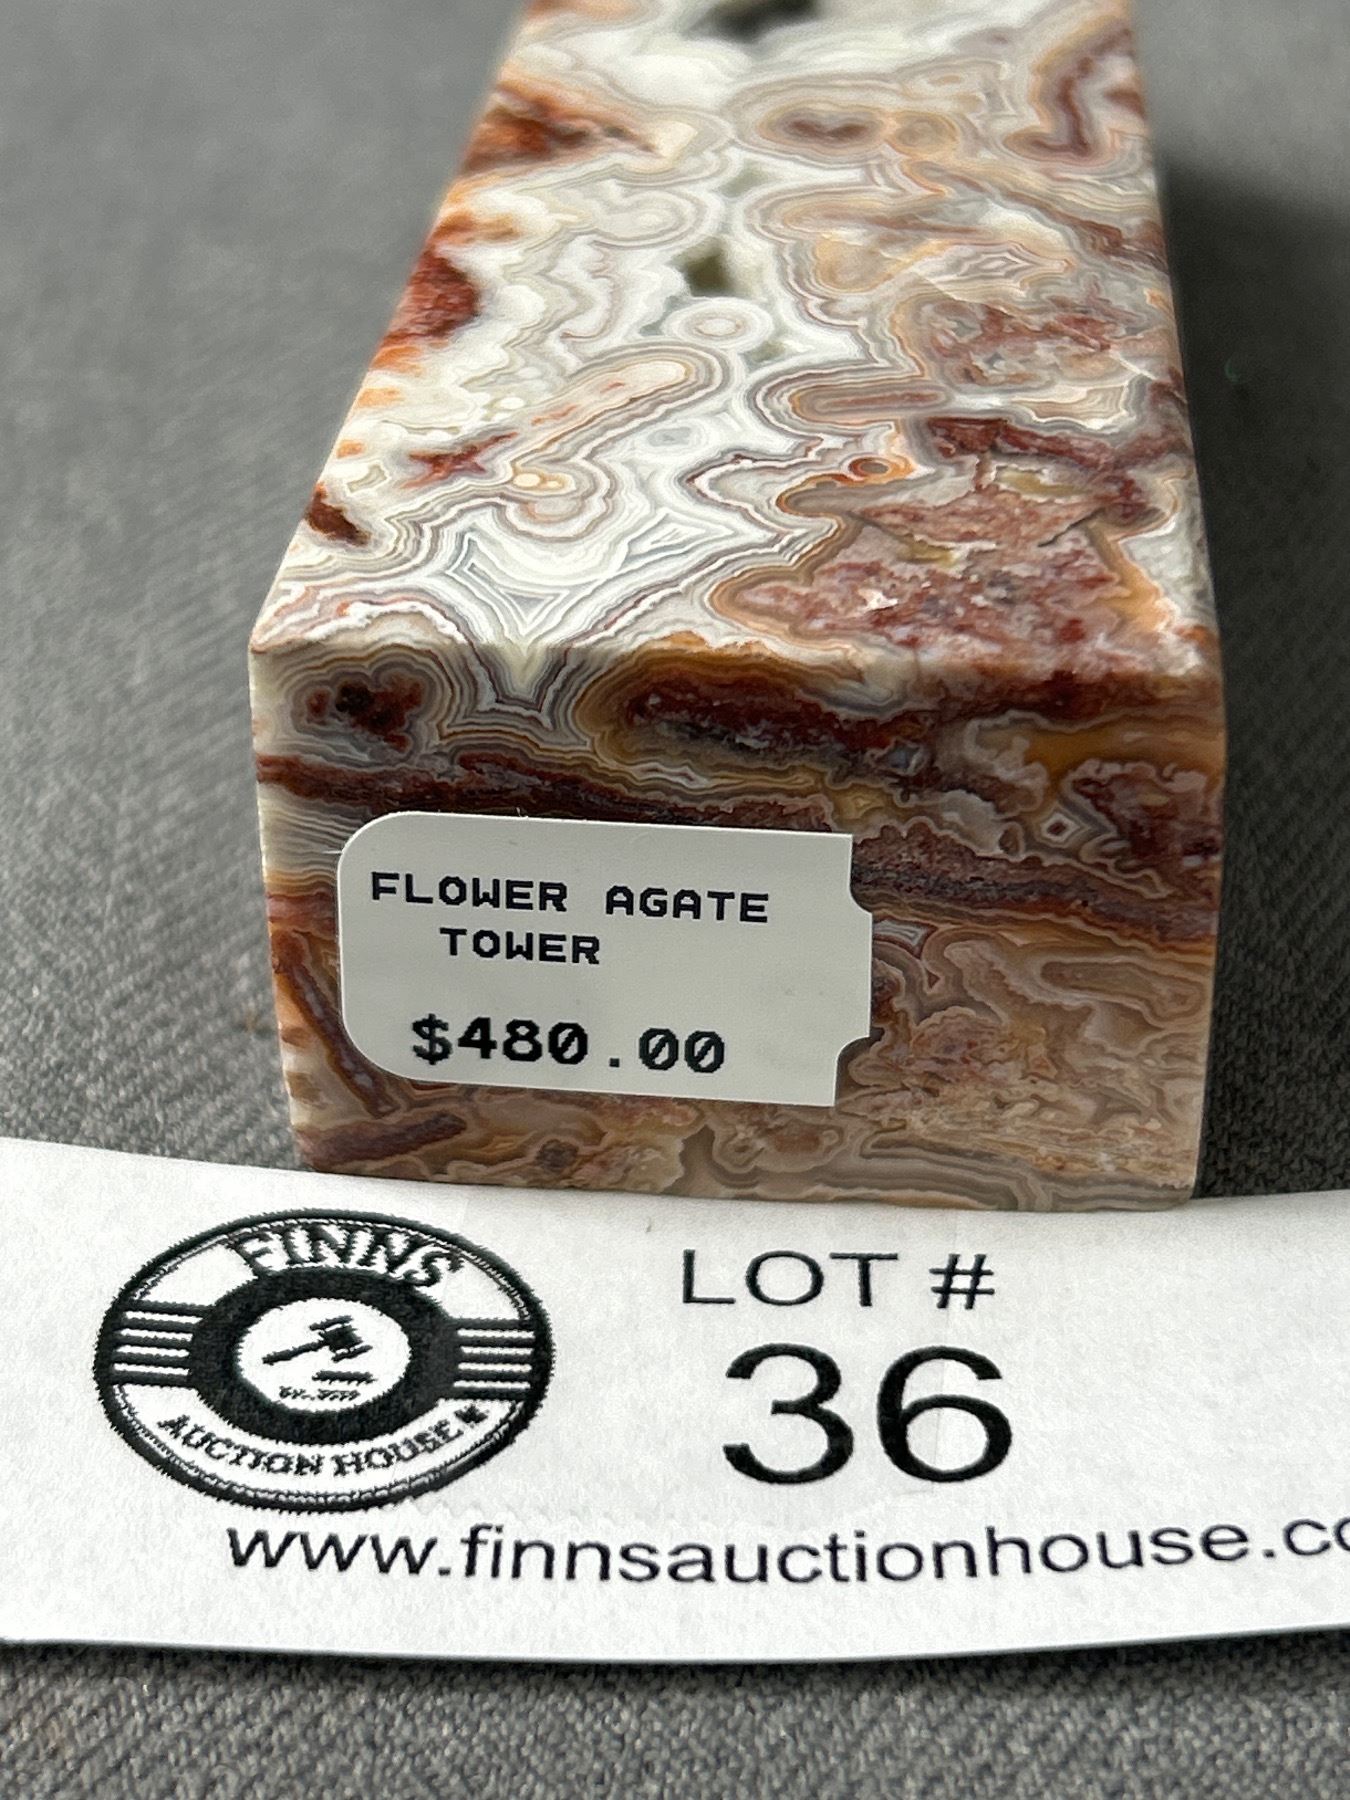 FLOWER AGATE
TOWER
$480.00
FINNS
AUCTION HOUSE
LOT #
36
www.finnsauctionhouse.co